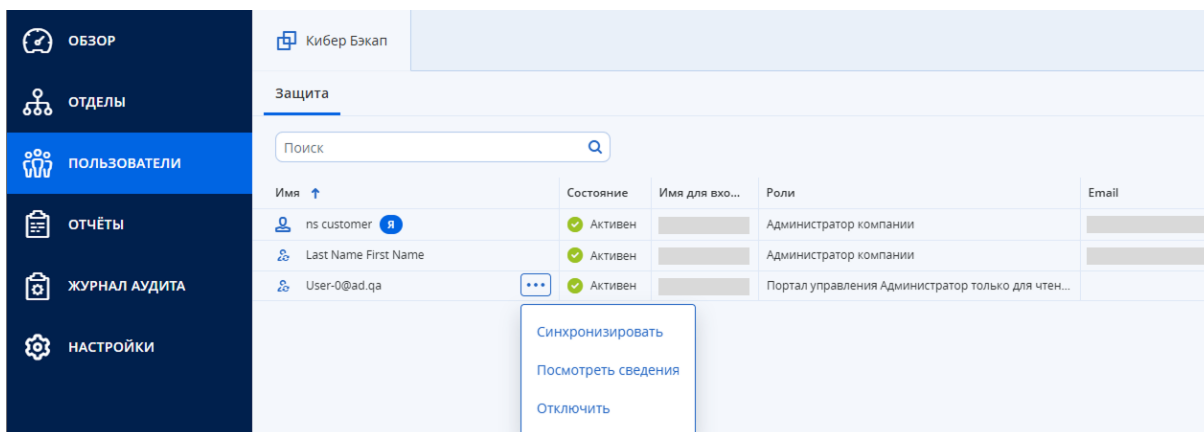 ОБЗОР
ОТДЕЛЫ
ПОЛЬЗОВАТЕЛИ
ОТЧЁТЫ
ЖУРНАЛ АУДИТА
НАСТРОЙКИ
Кибер Бэкап
Защита
Поиск
Имя Состояние Имя для вхо... Роли Email
ns customer Я Активен Администратор компании
Last Name First Name Активен Администратор компании
User-0@ad.qa ... Активен Портал управления Администратор только для чтен...
Синхронизировать
Посмотреть сведения
Отключить